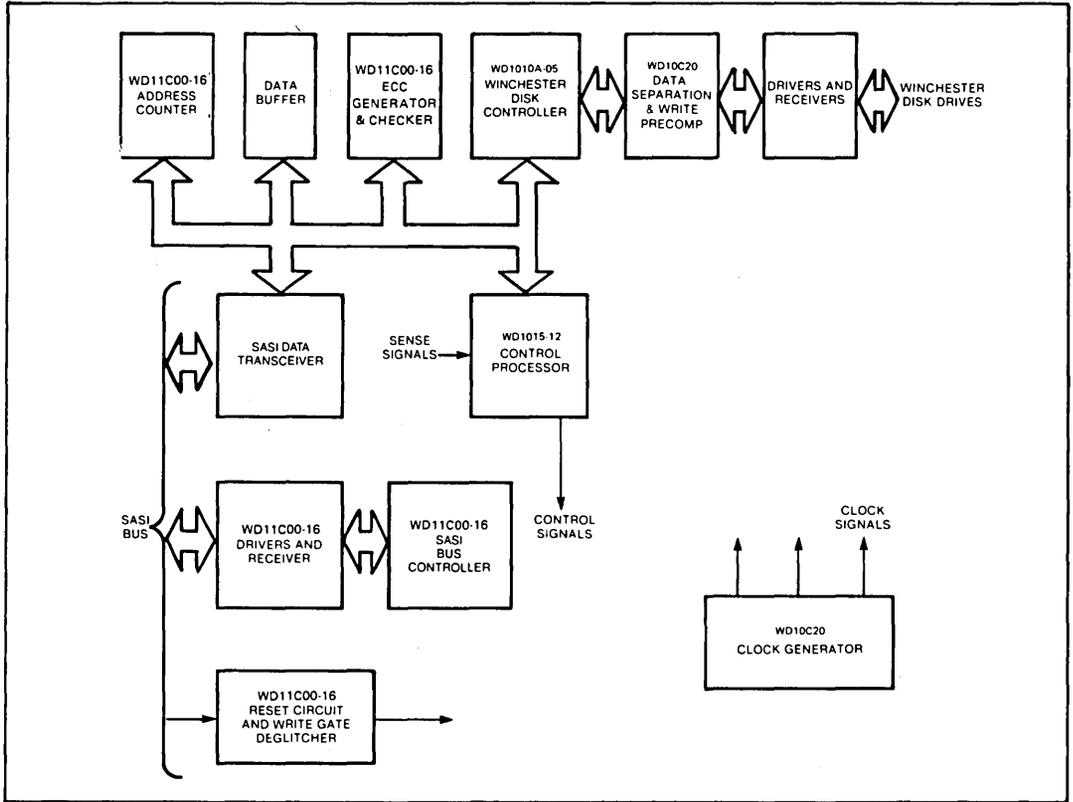 WD11C00-16
ADDRESS
COUNTER
DATA
BUFFER
WD11C00-16
ECC
GENERATOR
& CHECKER
WD1010A-05
WINCHESTER
DISK
CONTROLLER
WD10C20
DATA
SEPARATION
& WRITE
PRECOMP
DRIVERS AND
RECEIVERS
WINCHESTER
DISK DRIVES
SASI DATA
TRANSCEIVER
SENSE
SIGNALS
WD1015-12
CONTROL
PROCESSOR
SASI
BUS
WD11C00-16
DRIVERS AND
RECEIVER
WD11C00-16
SASI
BUS
CONTROLLER
CONTROL
SIGNALS
CLOCK
SIGNALS
WD10C20
CLOCK GENERATOR
WD11C00-16
RESET CIRCUIT
AND WRITE GATE
DEGLITCHER